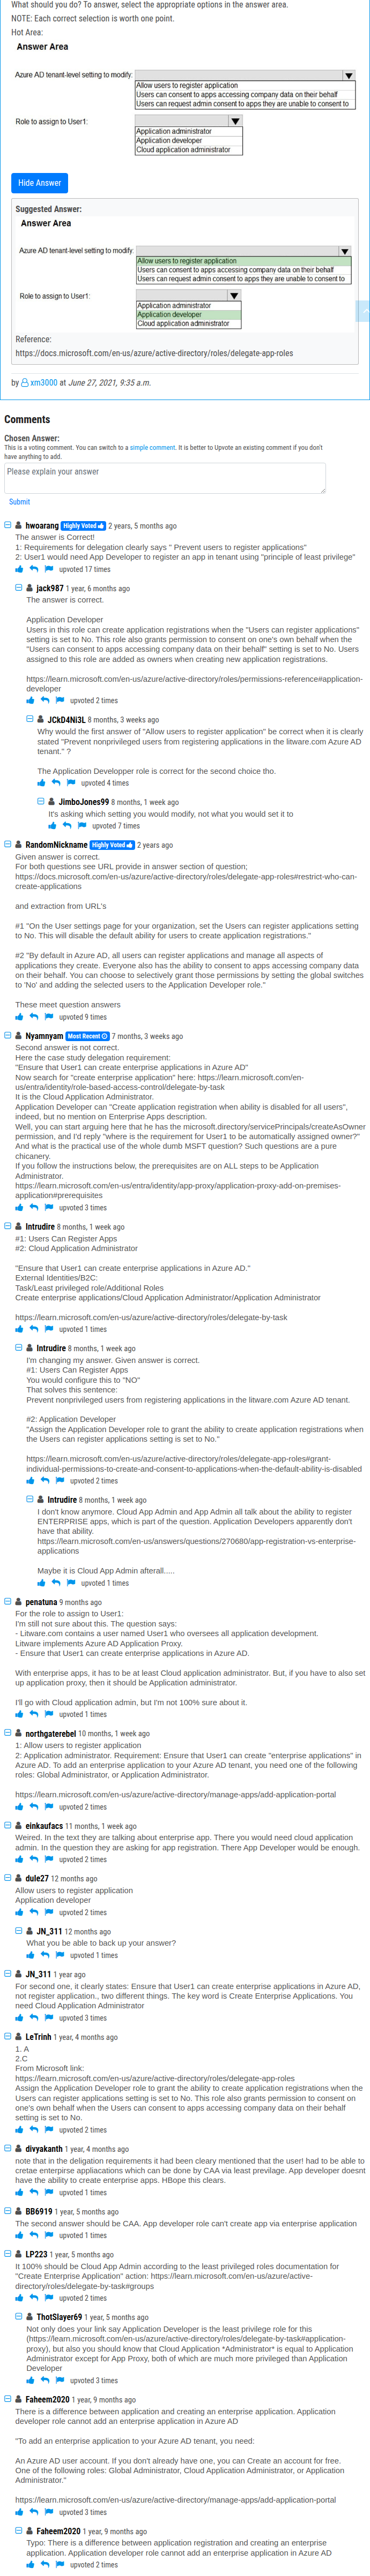 What should you do? To answer, select the appropriate options in the answer area.
NOTE: Each correct selection is worth one point.
Hot Area:
Answer Area
Azure AD tenant-level setting to modify:
Allow users to register application
Users can consent to apps accessing company data on their behalf
Users can request admin consent to apps they are unable to consent to
Role to assign to User1:
Application administrator
Application developer
Cloud application administrator
Hide Answer
Suggested Answer:
Answer Area
Azure AD tenant-level setting to modify:
Allow users to register application
Users can consent to apps accessing company data on their behalf
Users can request admin consent to apps they are unable to consent to
Role to assign to User1:
Application administrator
Application developer
Cloud application administrator
Reference:
https://docs.microsoft.com/en-us/azure/active-directory/roles/delegate-app-roles
by xm3000 at June 27, 2021, 9:35 a.m.
Comments
Chosen Answer:
This is a voting comment. You can switch to a simple comment. It is better to Upvote an existing comment if you don't
have anything to add.
Please explain your answer
Submit
hwoarang Highly Voted 2 years, 5 months ago
The answer is Correct!
1: Requirements for delegation clearly says " Prevent users to register applications"
2: User1 would need App Developer to register an app in tenant using "principle of least privilege"
upvoted 17 times
jack987 1 year, 6 months ago
The answer is correct.
Application Developer
Users in this role can create application registrations when the "Users can register applications"
setting is set to No. This role also grants permission to consent on one's own behalf when the
"Users can consent to apps accessing company data on their behalf" setting is set to No. Users
assigned to this role are added as owners when creating new application registrations.
https://learn.microsoft.com/en-us/azure/active-directory/roles/permissions-reference#application-
developer
upvoted 2 times
JCkD4Ni3L 8 months, 3 weeks ago
Why would the first answer of "Allow users to register application" be correct when it is clearly
stated "Prevent nonprivileged users from registering applications in the litware.com Azure AD
tenant." ?
The Application Developper role is correct for the second choice tho.
upvoted 4 times
JimboJones99 8 months, 1 week ago
It's asking which setting you would modify, not what you would set it to
upvoted 7 times
RandomNickname Highly Voted 2 years ago
Given answer is correct.
For both questions see URL provide in answer section of question;
https://docs.microsoft.com/en-us/azure/active-directory/roles/delegate-app-roles#restrict-who-can-
create-applications
and extraction from URL's
#1 "On the User settings page for your organization, set the Users can register applications setting
to No. This will disable the default ability for users to create application registrations."
#2 "By default in Azure AD, all users can register applications and manage all aspects of
applications they create. Everyone also has the ability to consent to apps accessing company data
on their behalf. You can choose to selectively grant those permissions by setting the global switches
to 'No' and adding the selected users to the Application Developer role."
These meet question answers
upvoted 9 times
Nyamnyam Most Recent 7 months, 3 weeks ago
Second answer is not correct.
Here the case study delegation requirement:
"Ensure that User1 can create enterprise applications in Azure AD"
Now search for "create enterprise application" here: https://learn.microsoft.com/en-
us/entra/identity/role-based-access-control/delegate-by-task
It is the Cloud Application Administrator.
Application Developer can "Create application registration when ability is disabled for all users",
indeed, but no mention on Enterprise Apps description.
Well, you can start arguing here that he has the microsoft.directory/servicePrincipals/createAsOwner
permission, and I'd reply "where is the requirement for User1 to be automatically assigned owner?"
And what is the practical use of the whole dumb MSFT question? Such questions are a pure
chicanery.
If you follow the instructions below, the prerequisites are on ALL steps to be Application
Administrator.
https://learn.microsoft.com/en-us/entra/identity/app-proxy/application-proxy-add-on-premises-
application#prerequisites
upvoted 3 times
Intrudire 8 months, 1 week ago
#1: Users Can Register Apps
#2: Cloud Application Administrator
"Ensure that User1 can create enterprise applications in Azure AD."
External Identities/B2C:
Task/Least privileged role/Additional Roles
Create enterprise applications/Cloud Application Administrator/Application Administrator
https://learn.microsoft.com/en-us/azure/active-directory/roles/delegate-by-task
upvoted 1 times
Intrudire 8 months, 1 week ago
I'm changing my answer. Given answer is correct.
#1: Users Can Register Apps
You would configure this to "NO"
That solves this sentence:
Prevent nonprivileged users from registering applications in the litware.com Azure AD tenant.
#2: Application Developer
"Assign the Application Developer role to grant the ability to create application registrations when
the Users can register applications setting is set to No."
https://learn.microsoft.com/en-us/azure/active-directory/roles/delegate-app-roles#grant-
individual-permissions-to-create-and-consent-to-applications-when-the-default-ability-is-disabled
upvoted 2 times
Intrudire 8 months, 1 week ago
I don't know anymore. Cloud App Admin and App Admin all talk about the ability to register
ENTERPRISE apps, which is part of the question. Application Developers apparently don't
have that ability.
https://learn.microsoft.com/en-us/answers/questions/270680/app-registration-vs-enterprise-
applications
Maybe it is Cloud App Admin afterall.....
upvoted 1 times
penatuna 9 months ago
For the role to assign to User1:
I'm still not sure about this. The question says:
- Litware.com contains a user named User1 who oversees all application development.
Litware implements Azure AD Application Proxy.
- Ensure that User1 can create enterprise applications in Azure AD.
With enterprise apps, it has to be at least Cloud application administrator. But, if you have to also set
up application proxy, then it should be Application administrator.
I'll go with Cloud application admin, but I'm not 100% sure about it.
upvoted 1 times
northgaterebel 10 months, 1 week ago
1: Allow users to register application
2: Application administrator. Requirement: Ensure that User1 can create "enterprise applications" in
Azure AD. To add an enterprise application to your Azure AD tenant, you need one of the following
roles: Global Administrator, or Application Administrator.
https://learn.microsoft.com/en-us/azure/active-directory/manage-apps/add-application-portal
upvoted 2 times
einkaufacs 11 months, 1 week ago
Weired. In the text they are talking about enterprise app. There you would need cloud application
admin. In the question they are asking for app registration. There App Developer would be enough.
upvoted 2 times
dule27 12 months ago
Allow users to register application
Application developer
upvoted 2 times
JN_311 12 months ago
What you be able to back up your answer?
upvoted 1 times
JN_311 1 year ago
For second one, it clearly states: Ensure that User1 can create enterprise applications in Azure AD,
not register application., two different things. The key word is Create Enterprise Applications. You
need Cloud Application Administrator
upvoted 3 times
LeTrinh 1 year, 4 months ago
1. A
2.C
From Microsoft link:
https://learn.microsoft.com/en-us/azure/active-directory/roles/delegate-app-roles
Assign the Application Developer role to grant the ability to create application registrations when the
Users can register applications setting is set to No. This role also grants permission to consent on
one's own behalf when the Users can consent to apps accessing company data on their behalf
setting is set to No.
upvoted 2 times
divyakanth 1 year, 4 months ago
note that in the deligation requirements it had been cleary mentioned that the user! had to be able to
cretae enterpirse appliacations which can be done by CAA via least previlage. App developer doesnt
have the ability to create enterprise apps. HBope this clears.
upvoted 1 times
BB6919 1 year, 5 months ago
The second answer should be CAA. App developer role can't create app via enterprise application
upvoted 1 times
LP223 1 year, 5 months ago
It 100% should be Cloud App Admin according to the least privileged roles documentation for
"Create Enterprise Application" action: https://learn.microsoft.com/en-us/azure/active-
directory/roles/delegate-by-task#groups
upvoted 2 times
ThotSlayer69 1 year, 5 months ago
Not only does your link say Application Developer is the least privilege role for this
(https://learn.microsoft.com/en-us/azure/active-directory/roles/delegate-by-task#application-
proxy), but also you should know that Cloud Application *Administrator* is equal to Application
Administrator except for App Proxy, both of which are much more privileged than Application
Developer
upvoted 3 times
Faheem2020 1 year, 9 months ago
There is a difference between application and creating an enterprise application. Application
developer role cannot add an enterprise application in Azure AD
"To add an enterprise application to your Azure AD tenant, you need:
An Azure AD user account. If you don't already have one, you can Create an account for free.
One of the following roles: Global Administrator, Cloud Application Administrator, or Application
Administrator."
https://learn.microsoft.com/en-us/azure/active-directory/manage-apps/add-application-portal
upvoted 3 times
Faheem2020 1 year, 9 months ago
Typo: There is a difference between application registration and creating an enterprise
application. Application developer role cannot add an enterprise application in Azure AD
upvoted 2 times